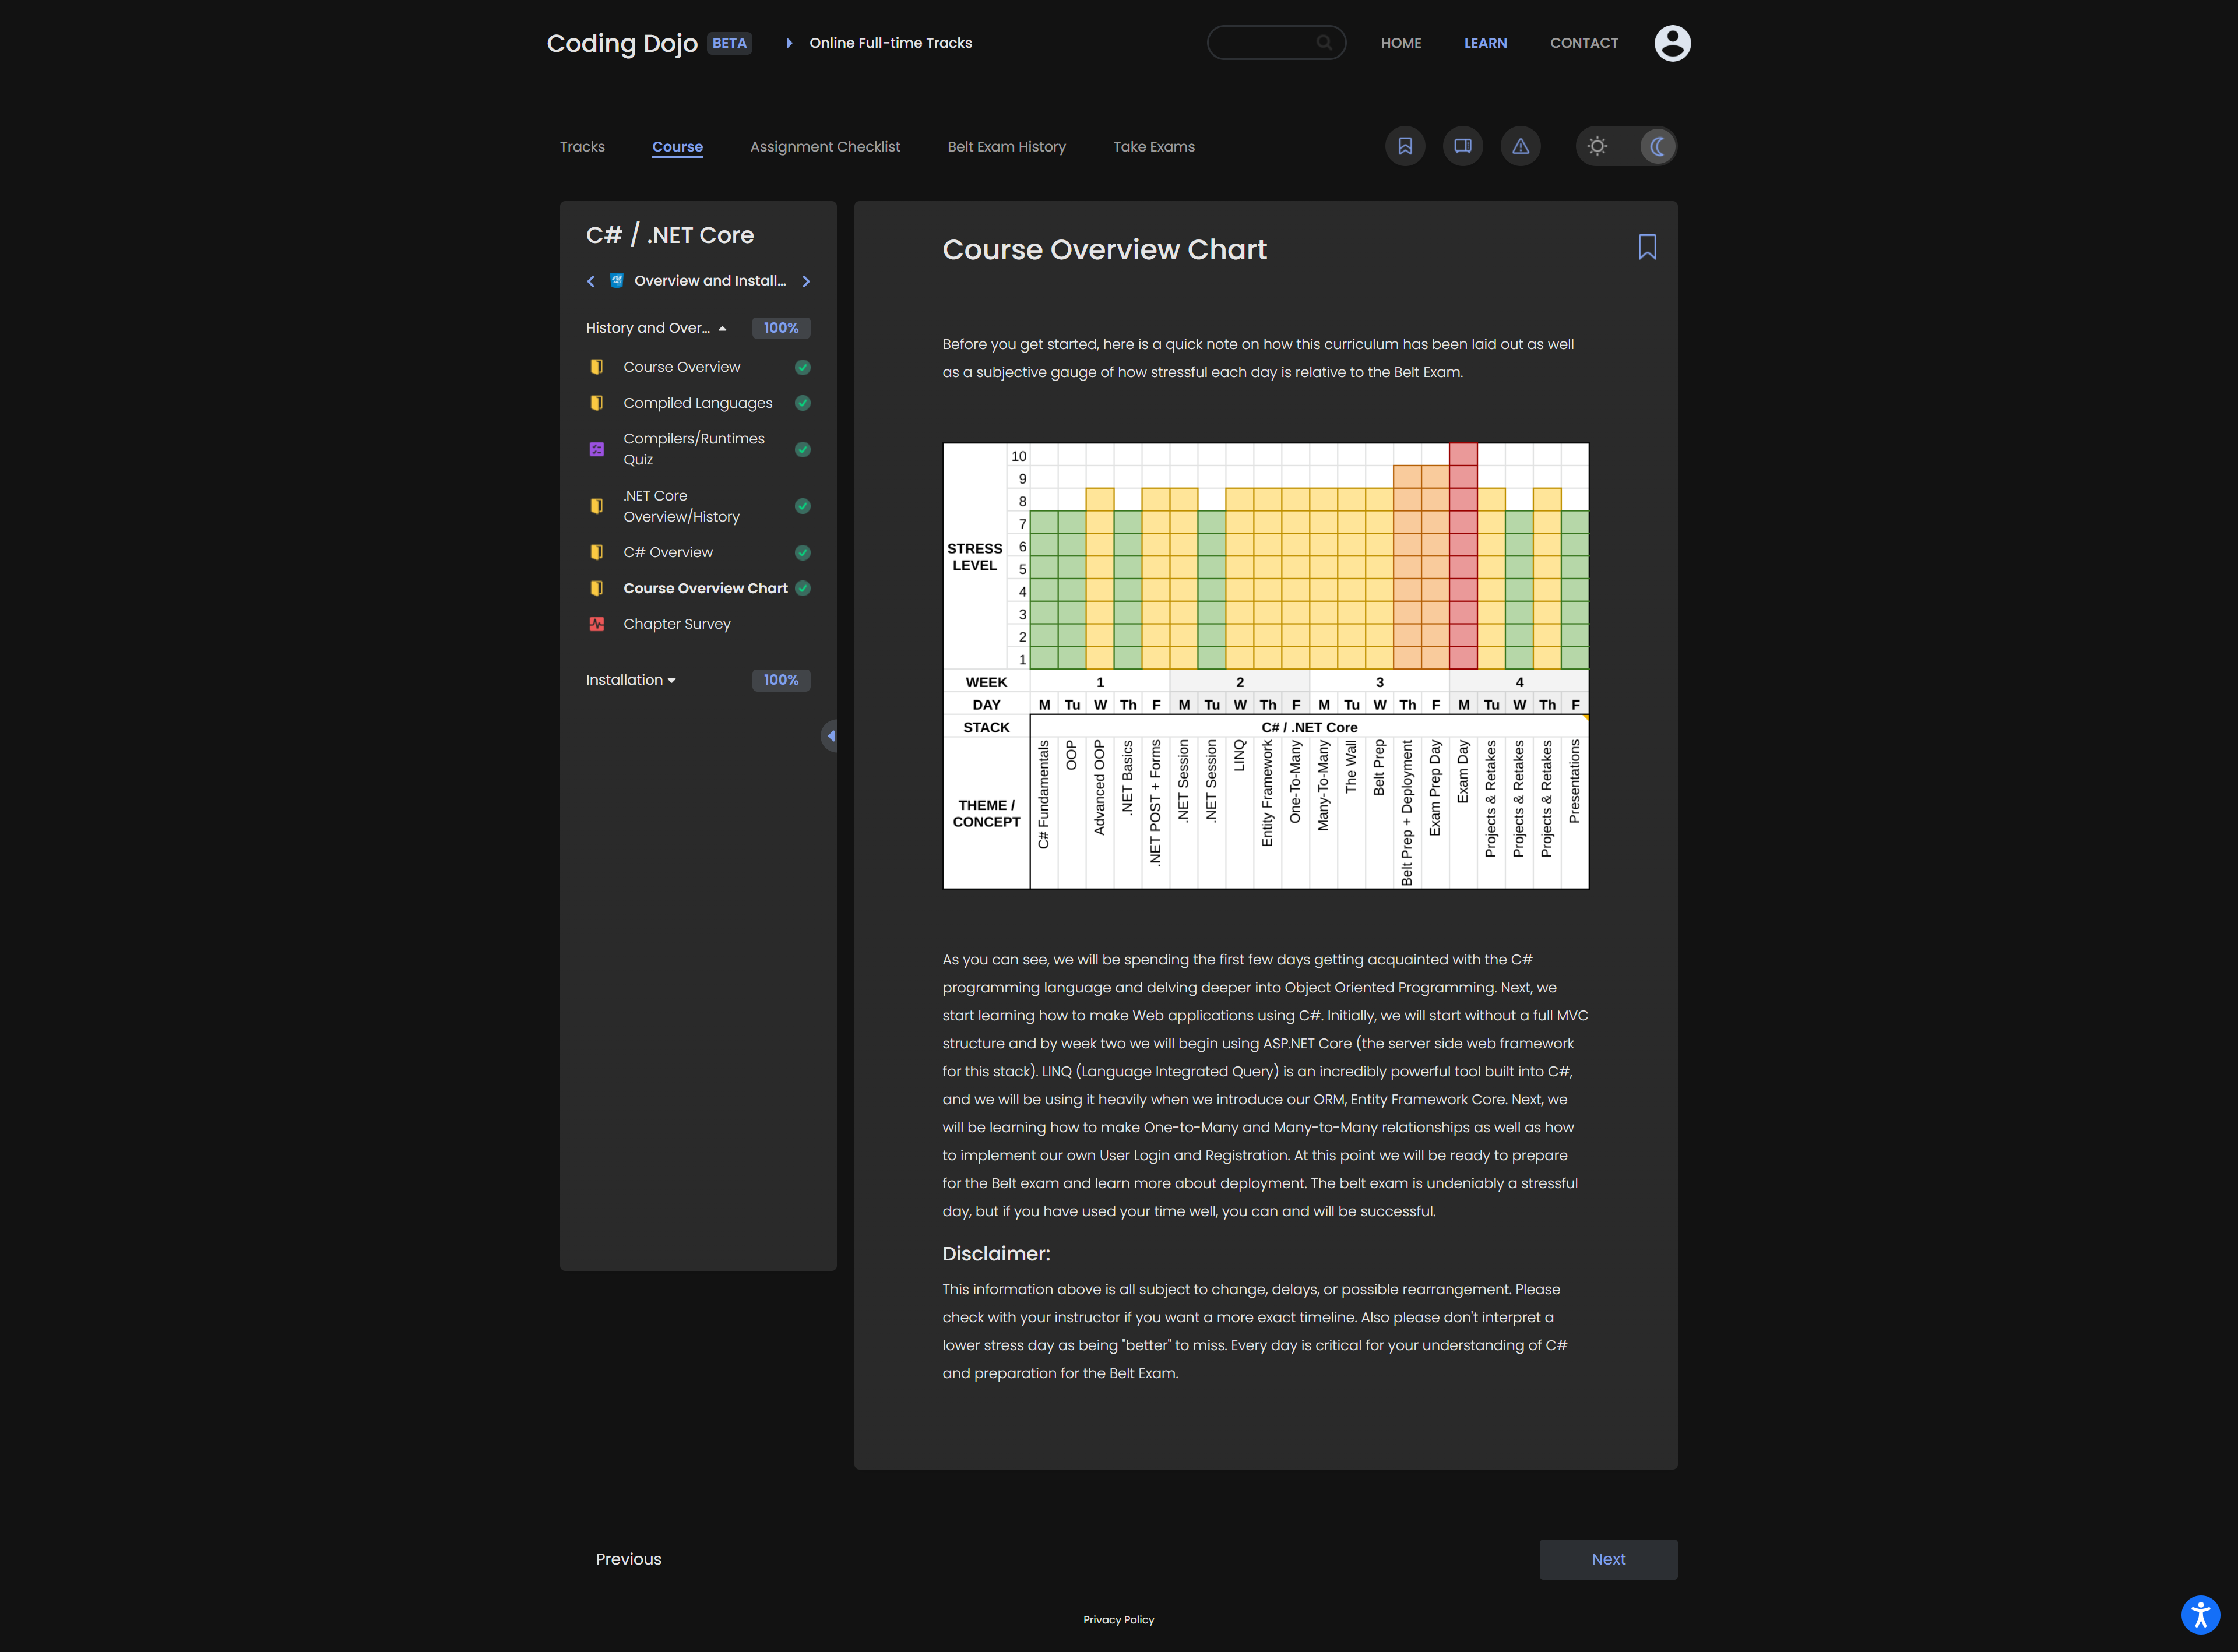 Coding Dojo BETA
Online Full-time Tracks
HOME
LEARN
CONTACT
Tracks
Course
Assignment Checklist
Belt Exam History
Take Exams
C# / .NET Core
Overview and Install...
History and Over... 100%
Course Overview
Compiled Languages
Compilers/Runtimes
Quiz
.NET Core
Overview/History
C# Overview
Course Overview Chart
Chapter Survey
Installation 100%
Course Overview Chart
Before you get started, here is a quick note on how this curriculum has been laid out as well
as a subjective gauge of how stressful each day is relative to the Belt Exam.
STRESS
LEVEL
10
9
8
7
6
5
4
3
2
1
WEEK 1 2 3 4
DAY M Tu W Th F M Tu W Th F M Tu W Th F M Tu W Th F
STACK C# / .NET Core
THEME /
CONCEPT
C# Fundamentals
OOP
Advanced OOP
.NET Basics
.NET POST + Forms
.NET Session
.NET Session
LINQ
Entity Framework
One-To-Many
Many-To-Many
The Wall
Belt Prep
Belt Prep + Deployment
Exam Prep Day
Exam Day
Projects & Retakes
Projects & Retakes
Projects & Retakes
Presentations
As you can see, we will be spending the first few days getting acquainted with the C#
programming language and delving deeper into Object Oriented Programming. Next, we
start learning how to make Web applications using C#. Initially, we will start without a full MVC
structure and by week two we will begin using ASP.NET Core (the server side web framework
for this stack). LINQ (Language Integrated Query) is an incredibly powerful tool built into C#,
and we will be using it heavily when we introduce our ORM, Entity Framework Core. Next, we
will be learning how to make One-to-Many and Many-to-Many relationships as well as how
to implement our own User Login and Registration. At this point we will be ready to prepare
for the Belt exam and learn more about deployment. The belt exam is undeniably a stressful
day, but if you have used your time well, you can and will be successful.
Disclaimer:
This information above is all subject to change, delays, or possible rearrangement. Please
check with your instructor if you want a more exact timeline. Also please don't interpret a
lower stress day as being "better" to miss. Every day is critical for your understanding of C#
and preparation for the Belt Exam.
Previous
Next
Privacy Policy